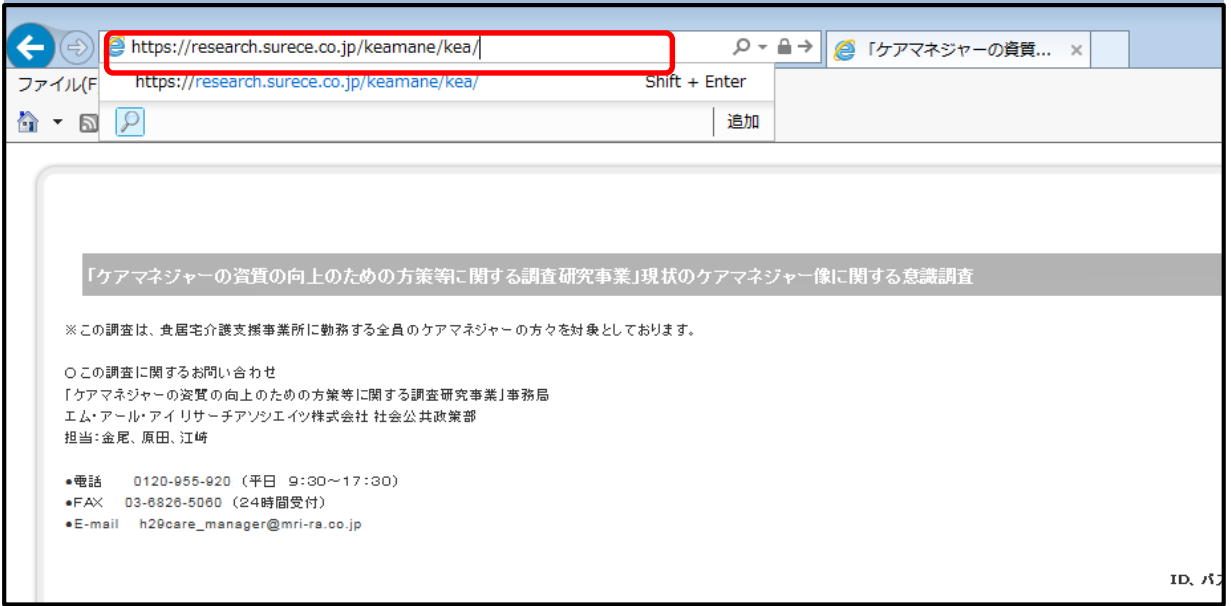 https://research.surece.co.jp/keamane/kea/
「ケアマネジャーの資質... ×
ファイル(F
https://research.surece.co.jp/keamane/kea/ Shift + Enter
追加
「ケアマネジャーの資質の向上のための方策等に関する調査研究事業」現状のケアマネジャー像に関する意識調査
※この調査は、貴居宅介護支援事業所に勤務する全員のケアマネジャーの方々を対象としております。
○この調査に関するお問い合わせ
「ケアマネジャーの資質の向上のための方策等に関する調査研究事業」事務局
エム・アール・アイ リサーチアソシエイツ株式会社 社会公共政策部
担当：金尾、原田、江崎
●電話 0120-955-920 （平日 9:30～17:30）
●FAX 03-6826-5060 （24時間受付）
●E-mail h29care_manager@mri-ra.co.jp
ID、パス